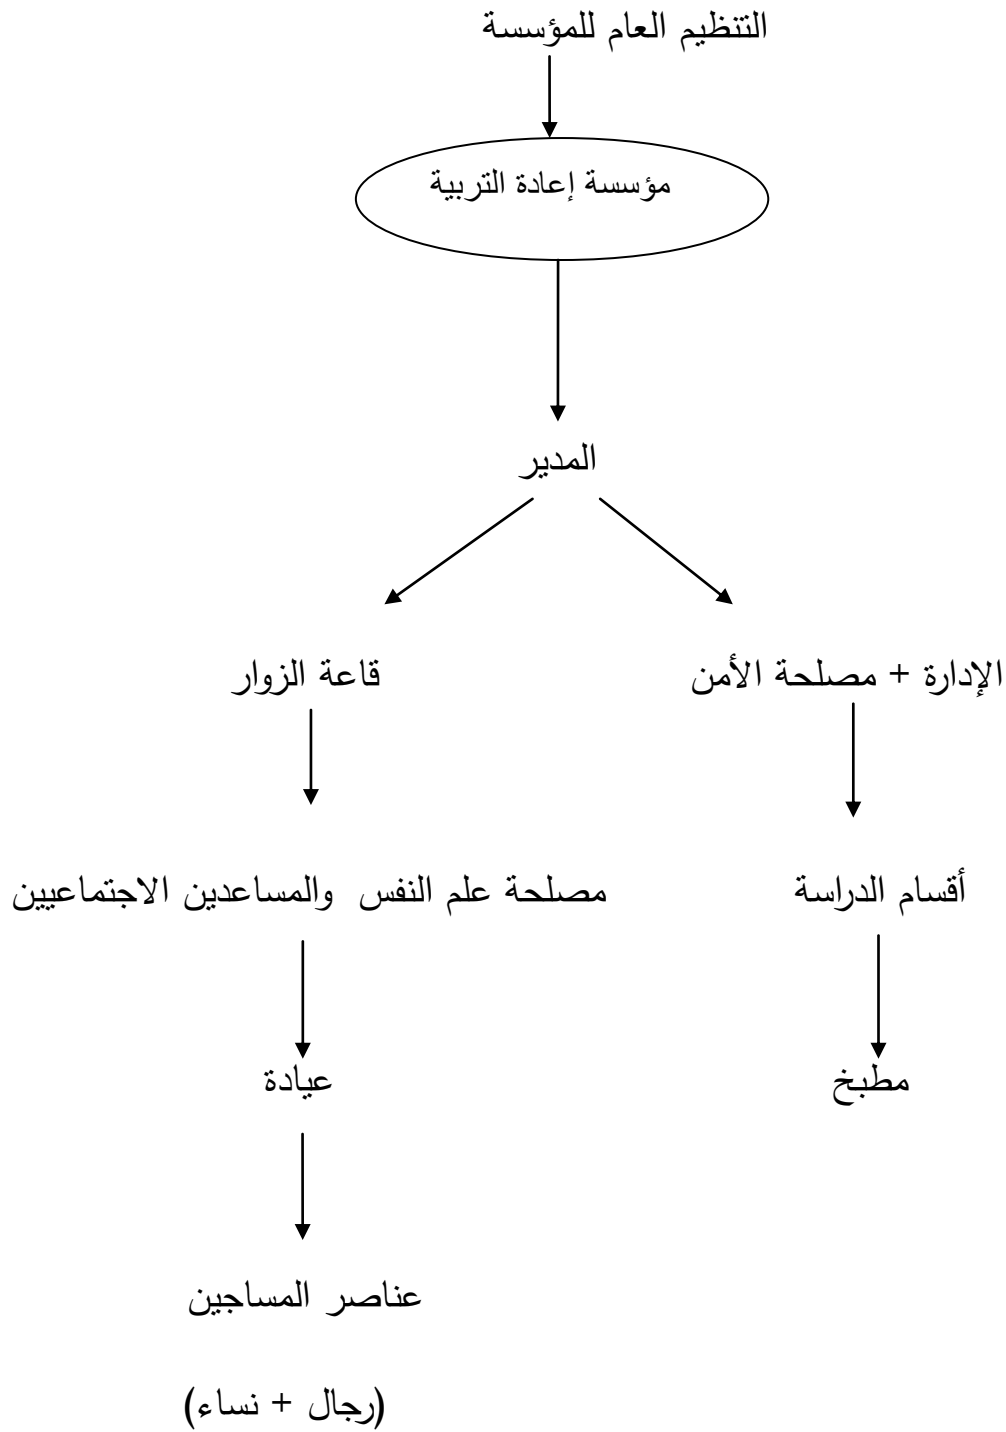 التنظيم العام للمؤسسة
مؤسسة إعادة التربية
المدير
الإدارة + مصلحة الأمن
قاعة الزوار
أقسام الدراسة
مصلحة علم النفس والمساعدين الاجتماعيين
مطبخ
عيادة
عناصر المساجين
(رجال + نساء)